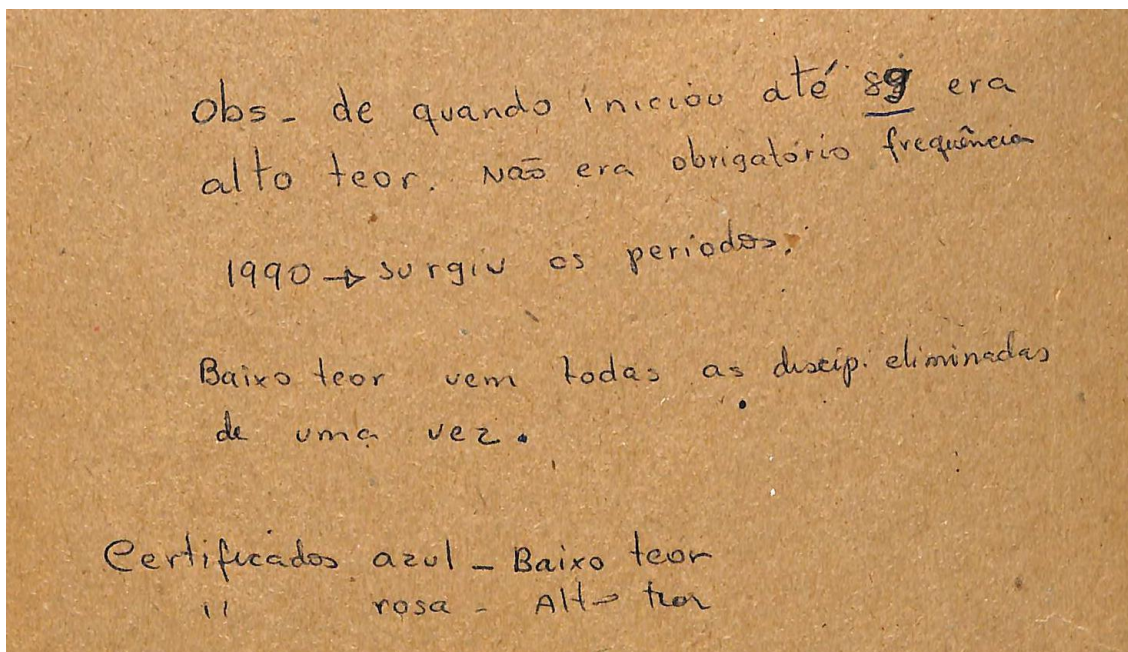 Obs - de quando iniciou até 89 era
alto teor. Não era obrigatório frequência
1990 → surgiu os períodos.
Baixo teor vem todas as discip. eliminadas
de uma vez.
Certificados azul - Baixo teor
" rosa - Alto teor